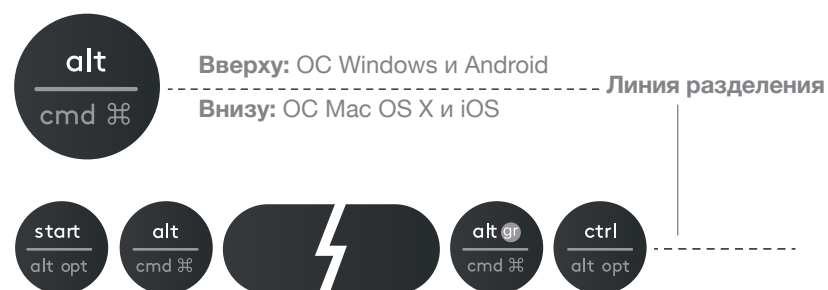 alt
cmd ⌘
Вверху: ОС Windows и Android
Линия разделения
Внизу: ОС Mac OS X и iOS
start alt alt gr ctrl
alt opt cmd ⌘ cmd ⌘ alt opt